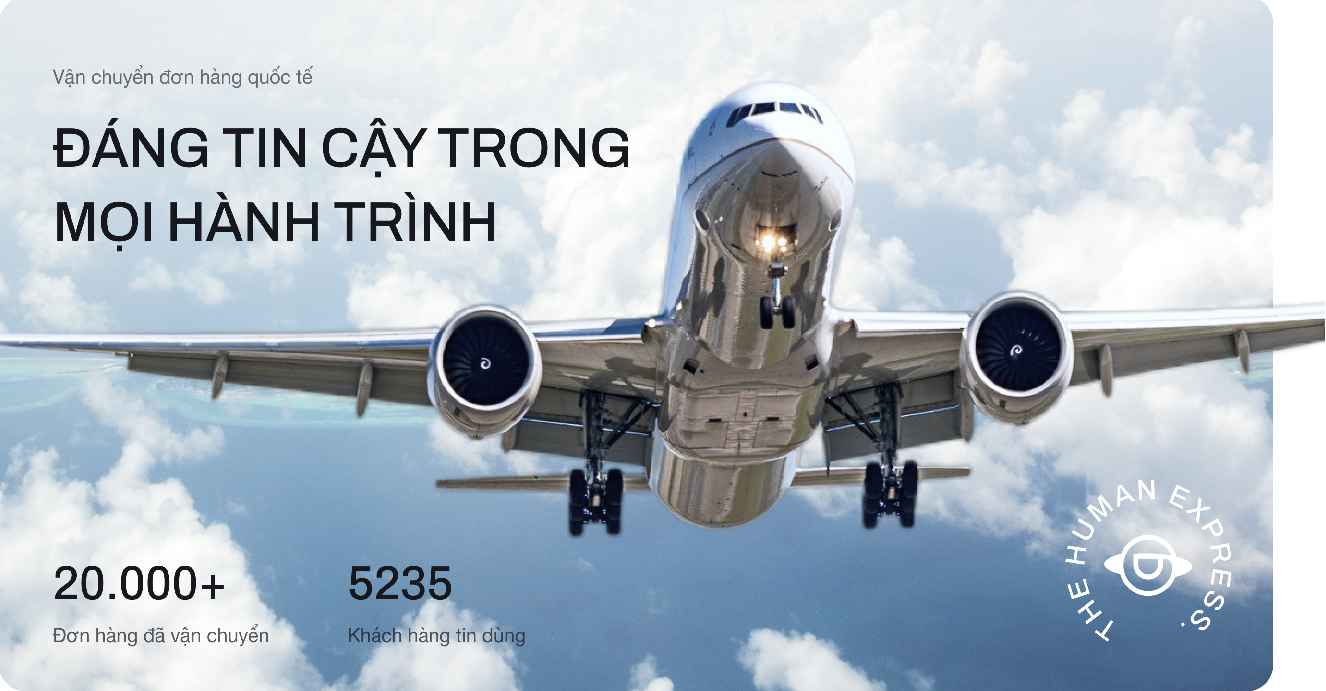 Vận chuyển đơn hàng quốc tế
ĐÁNG TIN CẬY TRONG
MỌI HÀNH TRÌNH
20.000+
5235
Đơn hàng đã vận chuyển
Khách hàng tin dùng
THE HUMAN EXPRESS.